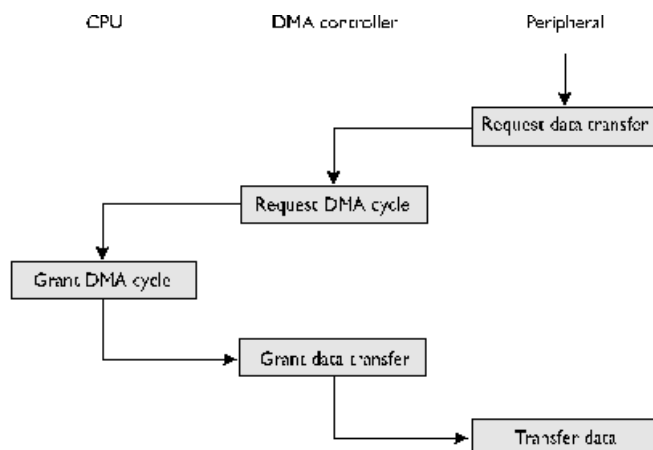 CPU DMA controller Peripheral
Request data transfer
Request DMA cycle
Grant DMA cycle
Grant data transfer
Transfer data